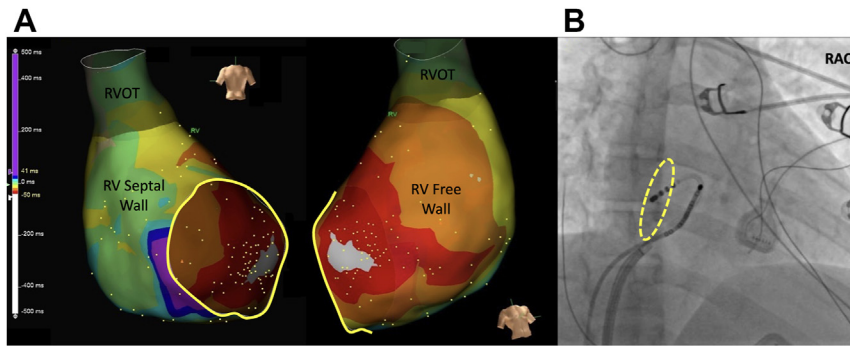 A
B
500 ms
400 ms
200 ms
41 ms
0 ms
-50 ms
-200 ms
-400 ms
-500 ms
RVOT
RV
RV Septal
Wall
RVOT
RV
RV Free
Wall
RAO